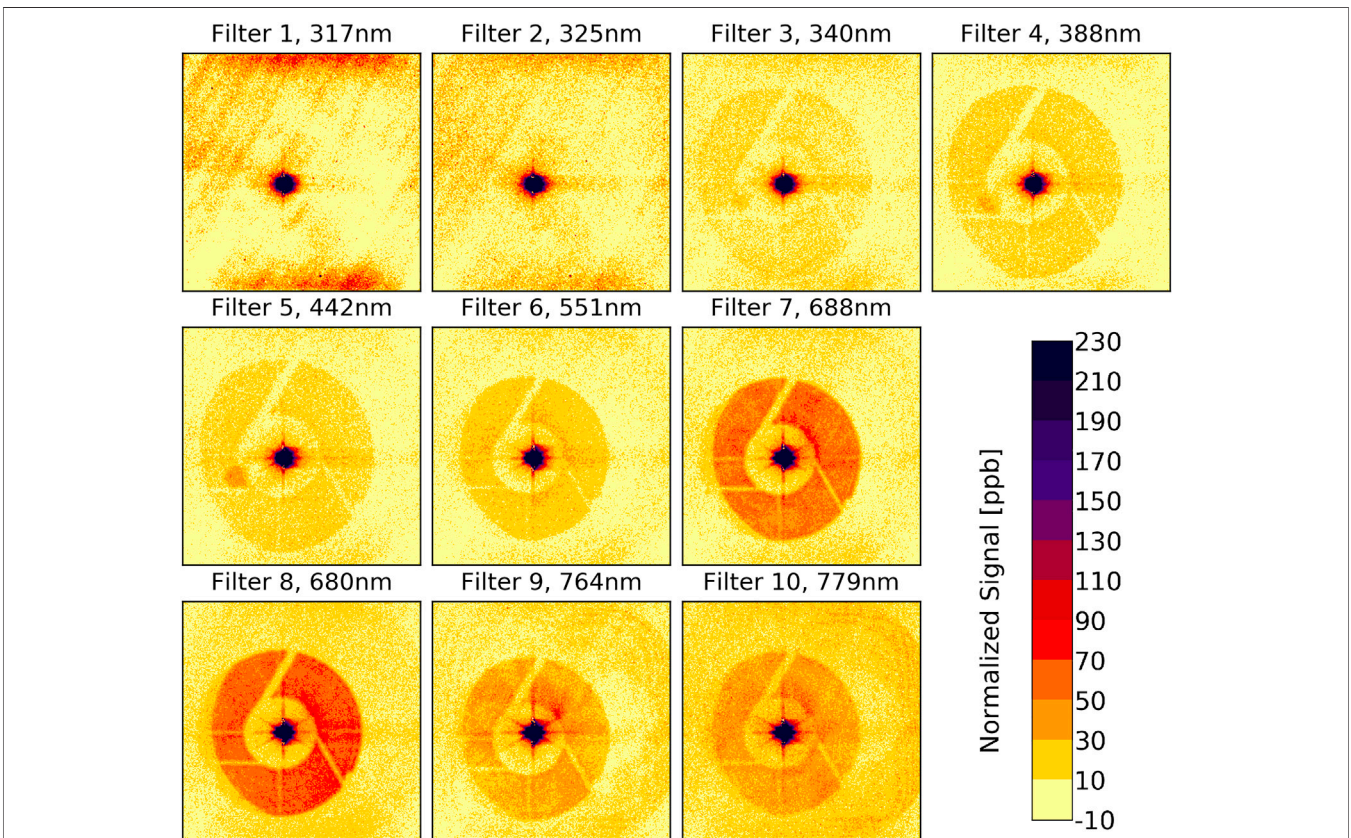 Filter 1, 317nm
Filter 2, 325nm
Filter 3, 340nm
Filter 4, 388nm
Filter 5, 442nm
Filter 6, 551nm
Filter 7, 688nm
Filter 8, 680nm
Filter 9, 764nm
Filter 10, 779nm
Normalized Signal [ppb]
230
210
190
170
150
130
110
90
70
50
30
10
-10